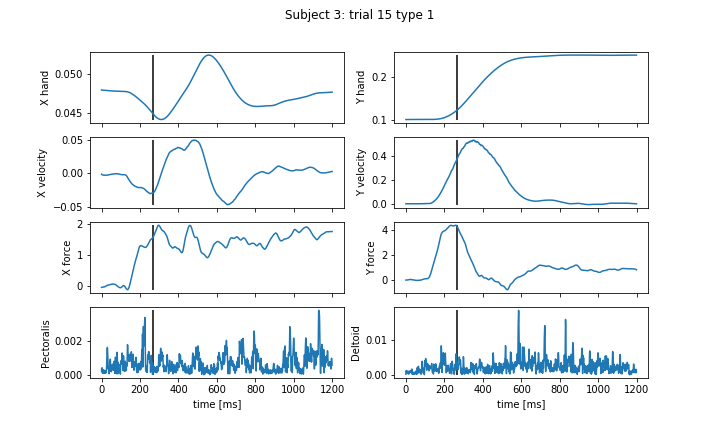 Subject 3: trial 15 type 1
X hand
0.050
0.045
Y hand
0.2
0.1
X velocity
0.05
0.00
−0.05
Y velocity
0.4
0.2
0.0
X force
2
1
0
Y force
4
2
0
Pectoralis
0.002
0.000
0 200 400 600 800 1000 1200
time [ms]
Deltoid
0.01
0.00
0 200 400 600 800 1000 1200
time [ms]